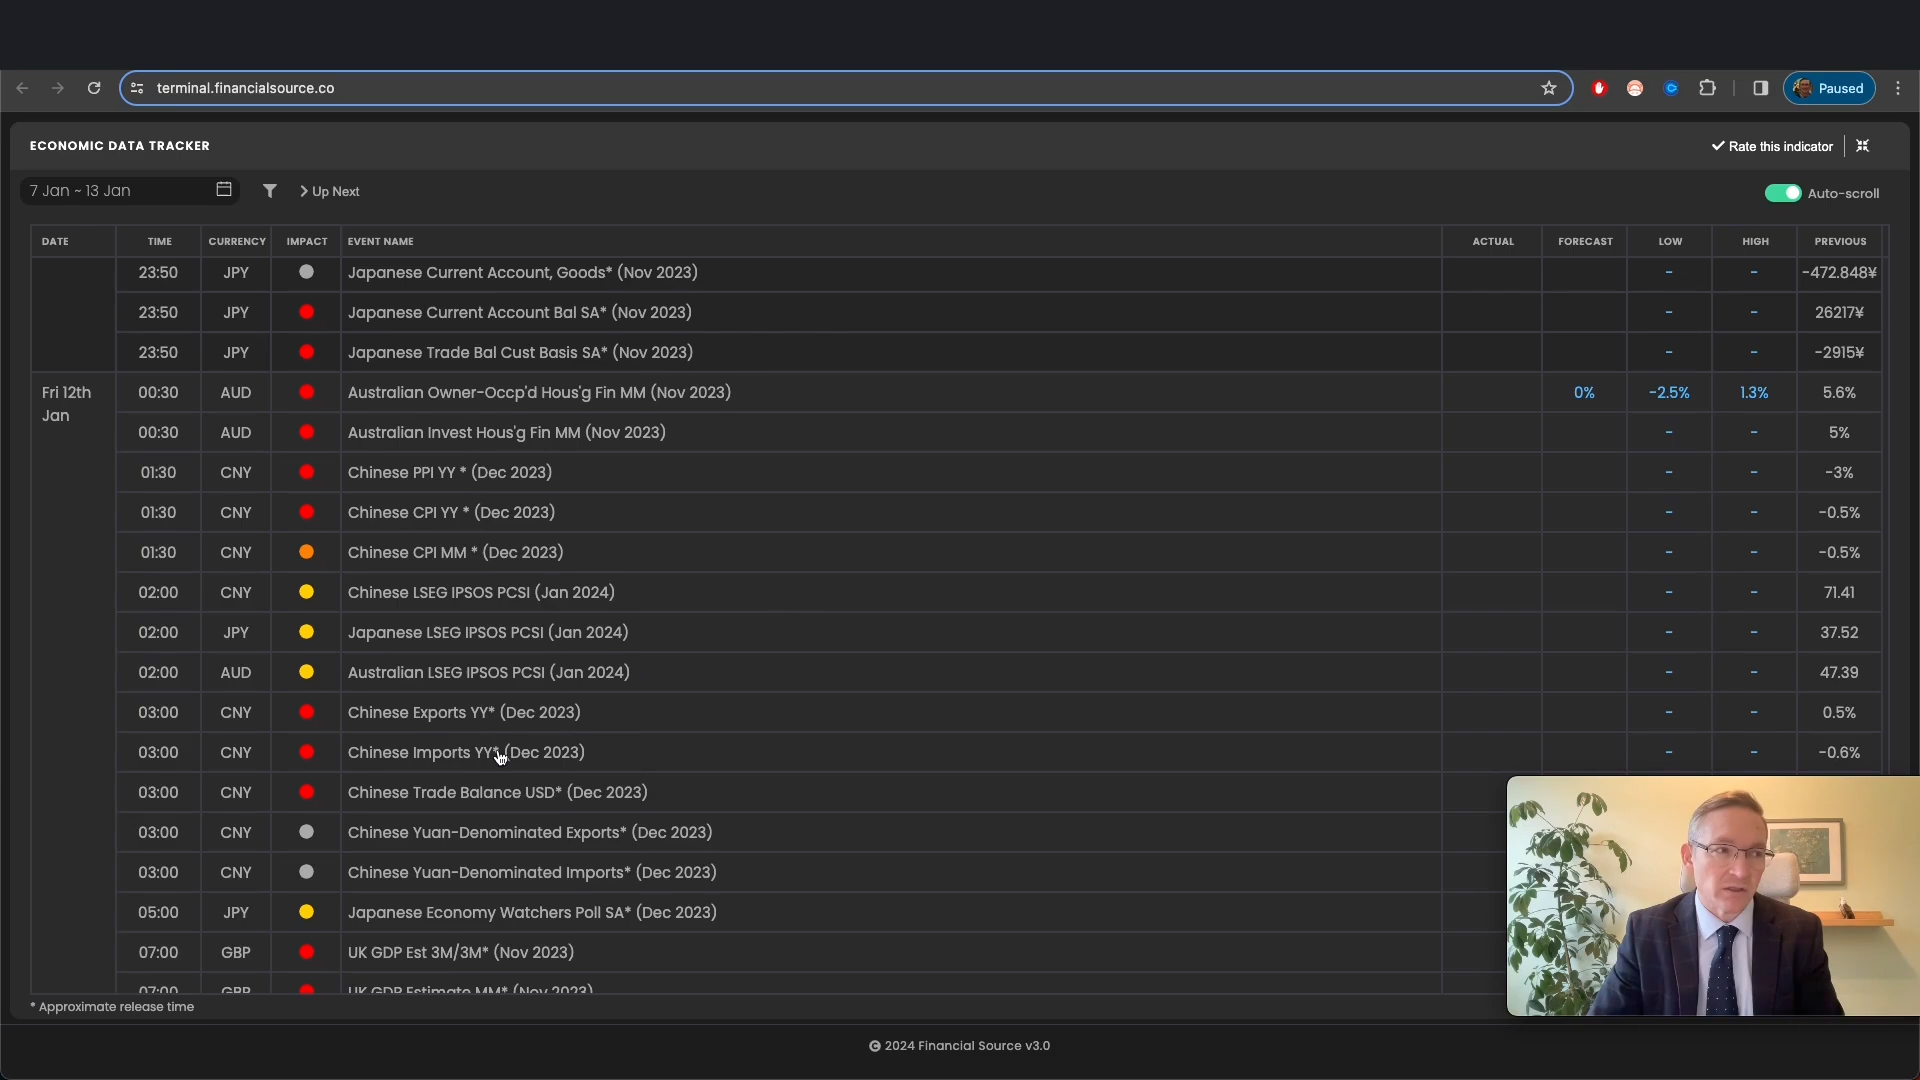 terminal.financialsource.co
Paused
ECONOMIC DATA TRACKER
Rate this indicator
7 Jan ~ 13 Jan
Up Next
Auto-scroll
DATE TIME CURRENCY IMPACT EVENT NAME ACTUAL FORECAST LOW HIGH PREVIOUS
23:50 JPY Japanese Current Account, Goods* (Nov 2023) - - -472.848¥
23:50 JPY Japanese Current Account Bal SA* (Nov 2023) - - 26217¥
23:50 JPY Japanese Trade Bal Cust Basis SA* (Nov 2023) - - -2915¥
Fri 12th Jan 00:30 AUD Australian Owner-Occp'd Hous'g Fin MM (Nov 2023) 0% -2.5% 1.3% 5.6%
00:30 AUD Australian Invest Hous'g Fin MM (Nov 2023) - - 5%
01:30 CNY Chinese PPI YY * (Dec 2023) - - -3%
01:30 CNY Chinese CPI YY * (Dec 2023) - - -0.5%
01:30 CNY Chinese CPI MM * (Dec 2023) - - -0.5%
02:00 CNY Chinese LSEG IPSOS PCSI (Jan 2024) - - 71.41
02:00 JPY Japanese LSEG IPSOS PCSI (Jan 2024) - - 37.52
02:00 AUD Australian LSEG IPSOS PCSI (Jan 2024) - - 47.39
03:00 CNY Chinese Exports YY* (Dec 2023) - - 0.5%
03:00 CNY Chinese Imports YY* (Dec 2023) - - -0.6%
03:00 CNY Chinese Trade Balance USD* (Dec 2023)
03:00 CNY Chinese Yuan-Denominated Exports* (Dec 2023)
03:00 CNY Chinese Yuan-Denominated Imports* (Dec 2023)
05:00 JPY Japanese Economy Watchers Poll SA* (Dec 2023)
07:00 GBP UK GDP Est 3M/3M* (Nov 2023)
07:00 GBP UK GDP Estimate MM* (Nov 2023)
* Approximate release time
© 2024 Financial Source v3.0